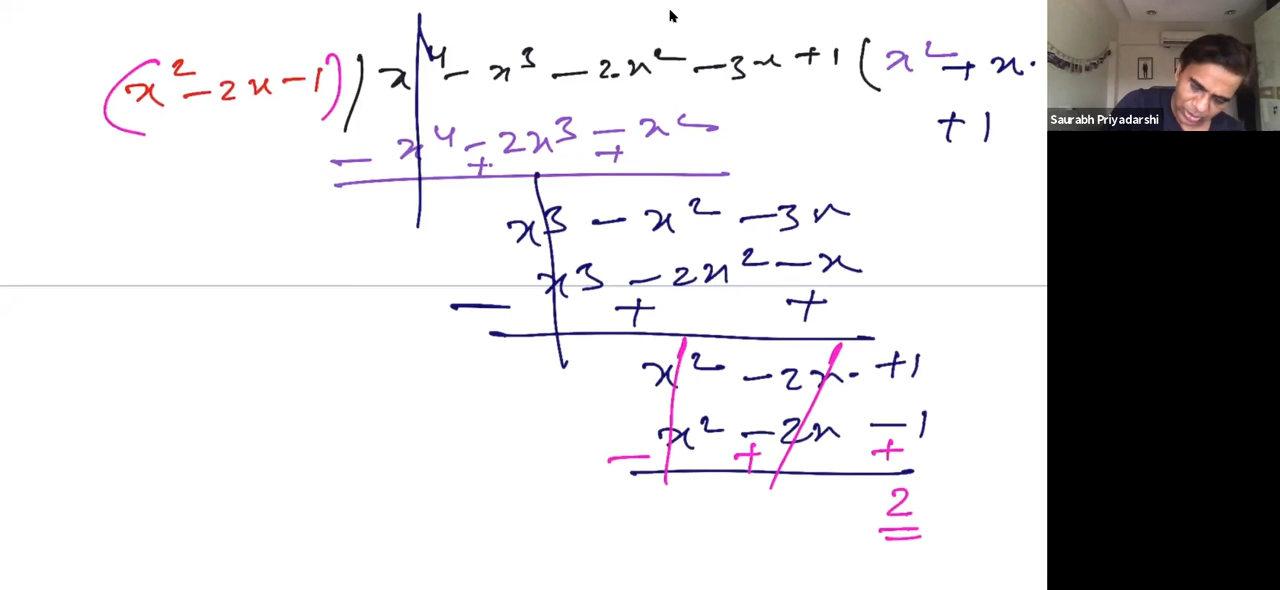 (x² - 2x - 1) ) x⁴ - x³ - 2x² - 3x + 1 ( x² + x.
+ 1
- x⁴ - 2x³ - x²
+ +
x³ - x² - 3x
x³ - 2x² - x
- + +
x² - 2x. + 1
x² - 2x - 1
- + +
2
Saurabh Priyadarshi